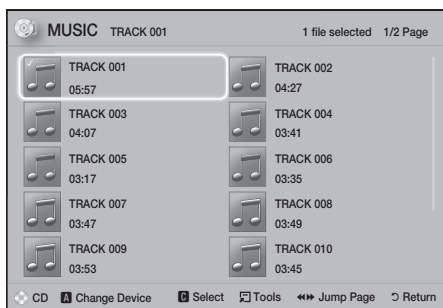 MUSIC TRACK 001 1 file selected 1/2 Page
TRACK 001
05:57
TRACK 002
04:27
TRACK 003
04:07
TRACK 004
03:41
TRACK 005
03:17
TRACK 006
03:35
TRACK 007
03:47
TRACK 008
03:49
TRACK 009
03:53
TRACK 010
03:45
CD A Change Device C Select Tools Jump Page Return